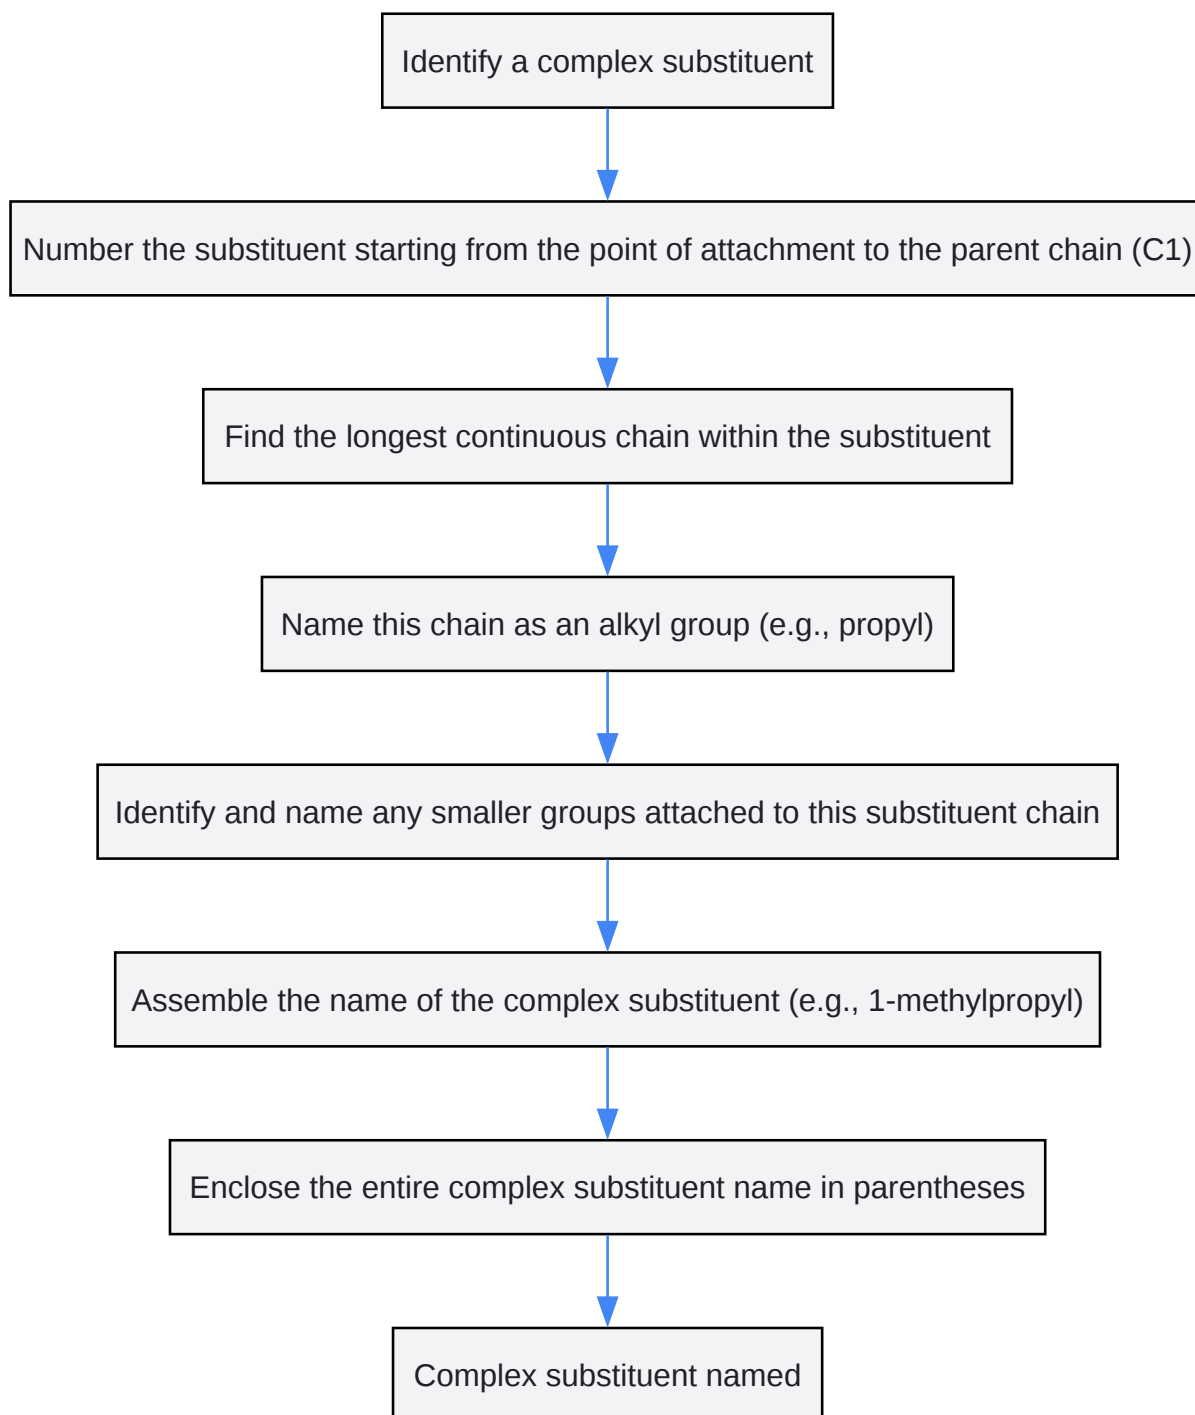 Identify a complex substituent
Number the substituent starting from the point of attachment to the parent chain (C1)
Find the longest continuous chain within the substituent
Name this chain as an alkyl group (e.g., propyl)
Identify and name any smaller groups attached to this substituent chain
Assemble the name of the complex substituent (e.g., 1-methylpropyl)
Enclose the entire complex substituent name in parentheses
Complex substituent named